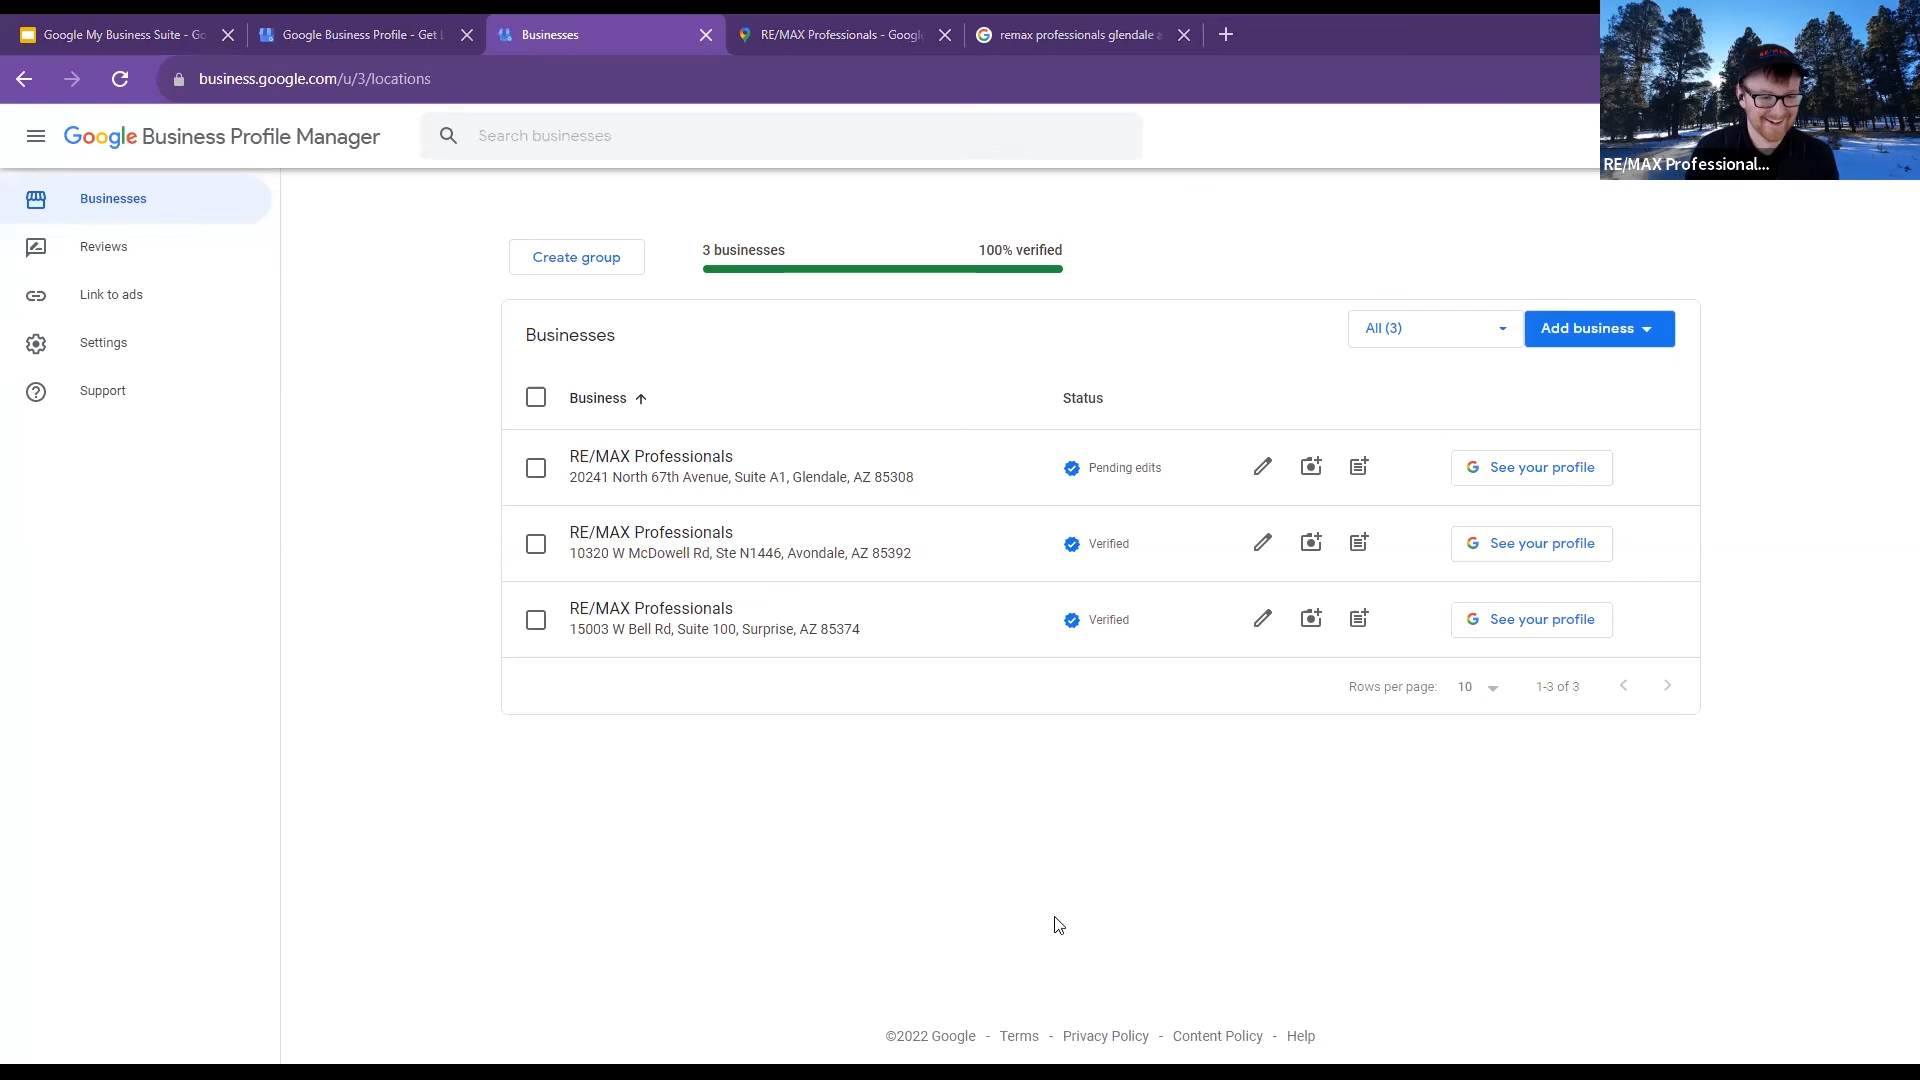 Google My Business Suite - Go
Google Business Profile - Get L
Businesses
RE/MAX Professionals - Google
remax professionals glendale a
business.google.com/u/3/locations
RE/MAX
RE/MAX Professional...
Google Business Profile Manager
Search businesses
Businesses
Reviews
Link to ads
Settings
Support
Create group
3 businesses
100% verified
Businesses
All (3)
Add business
Business
Status
RE/MAX Professionals
20241 North 67th Avenue, Suite A1, Glendale, AZ 85308
Pending edits
See your profile
RE/MAX Professionals
10320 W McDowell Rd, Ste N1446, Avondale, AZ 85392
Verified
See your profile
RE/MAX Professionals
15003 W Bell Rd, Suite 100, Surprise, AZ 85374
Verified
See your profile
Rows per page: 10 1-3 of 3
©2022 Google - Terms - Privacy Policy - Content Policy - Help